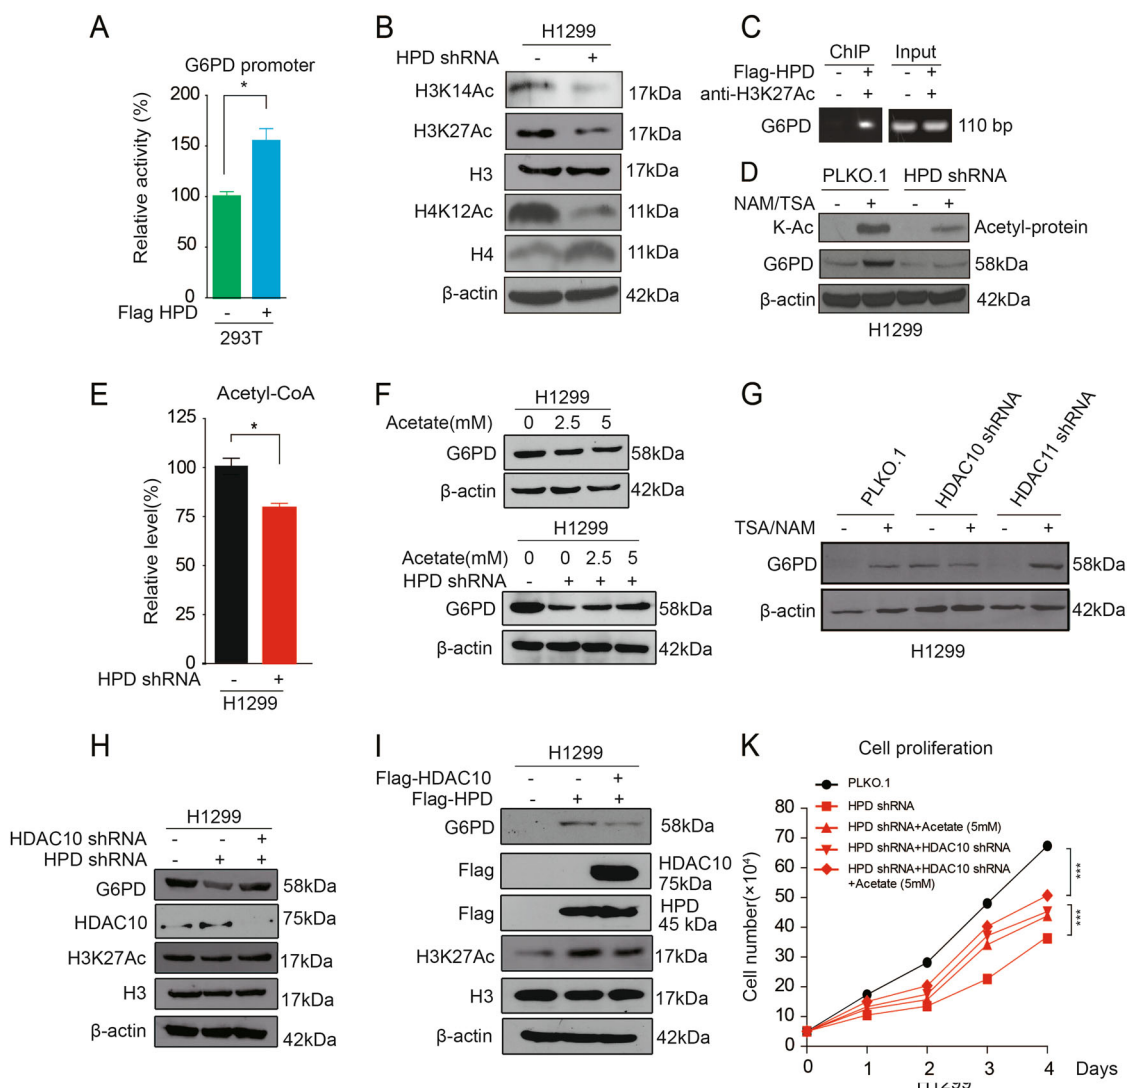 A
G6PD promoter
*
Relative activity (%)
200
150
100
50
0
Flag HPD - +
293T
B
H1299
HPD shRNA - +
H3K14Ac 17kDa
H3K27Ac 17kDa
H3 17kDa
H4K12Ac 11kDa
H4 11kDa
β-actin 42kDa
C
ChIP Input
Flag-HPD - + - +
anti-H3K27Ac - + - +
G6PD 110 bp
D
PLKO.1 HPD shRNA
NAM/TSA - + - +
K-Ac Acetyl-protein
G6PD 58kDa
β-actin 42kDa
H1299
E
Acetyl-CoA
*
Relative level(%)
125
100
75
50
25
0
HPD shRNA - +
H1299
F
H1299
Acetate(mM) 0 2.5 5
G6PD 58kDa
β-actin 42kDa
H1299
Acetate(mM) 0 0 2.5 5
HPD shRNA - + + +
G6PD 58kDa
β-actin 42kDa
G
PLKO.1 HDAC10 shRNA HDAC11 shRNA
TSA/NAM - + - + - +
G6PD 58kDa
β-actin 42kDa
H1299
H
H1299
HDAC10 shRNA - - +
HPD shRNA - + +
G6PD 58kDa
HDAC10 75kDa
H3K27Ac 17kDa
H3 17kDa
β-actin 42kDa
I
H1299
Flag-HDAC10 - - +
Flag-HPD - + +
G6PD 58kDa
Flag HDAC10
75kDa
Flag HPD
45 kDa
H3K27Ac 17kDa
H3 17kDa
β-actin 42kDa
K
Cell proliferation
PLKO.1
HPD shRNA
HPD shRNA+Acetate (5mM)
HPD shRNA+HDAC10 shRNA
HPD shRNA+HDAC10 shRNA
+Acetate (5mM)
***
***
Cell number(×10⁴)
80
70
60
50
40
30
20
10
0
0 1 2 3 4 Days